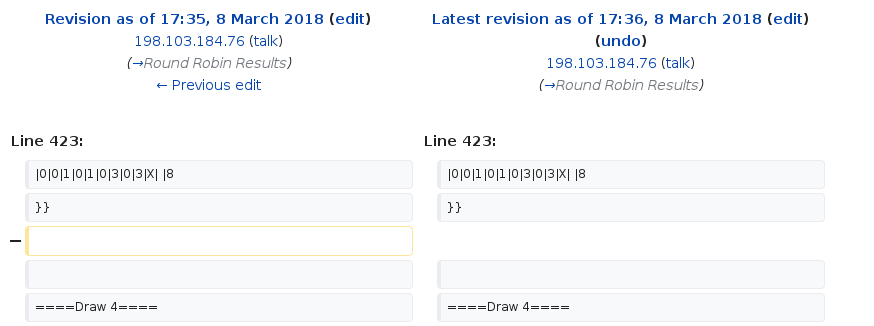 Revision as of 17:35, 8 March 2018 (edit)
198.103.184.76 (talk)
(→Round Robin Results)
← Previous edit
Latest revision as of 17:36, 8 March 2018 (edit)
(undo)
198.103.184.76 (talk)
(→Round Robin Results)
Line 423:
Line 423:
|0|0|1|0|1|0|3|0|3|X| |8
|0|0|1|0|1|0|3|0|3|X| |8
}}
}}
−
====Draw 4====
====Draw 4====